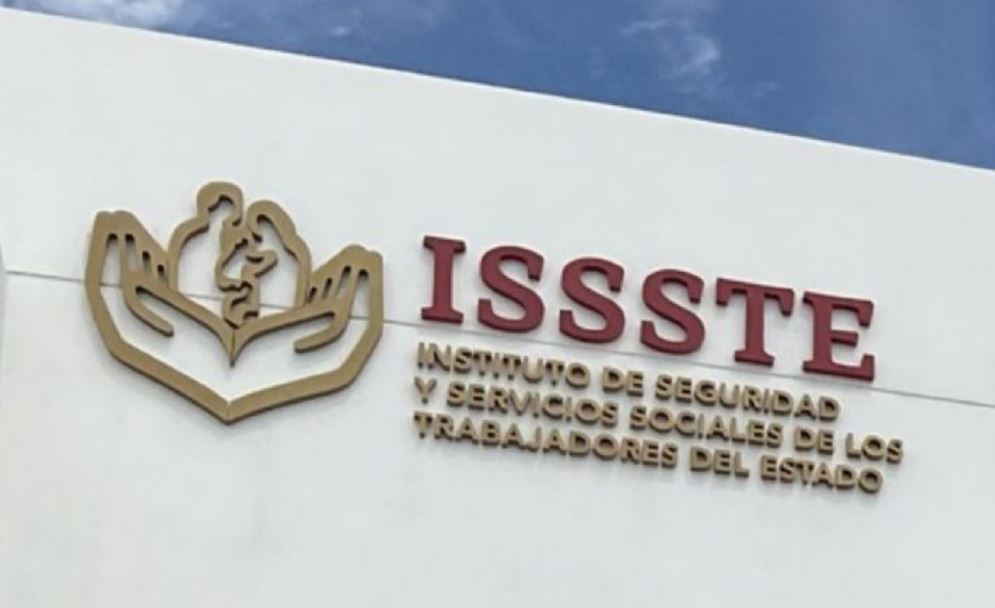 ISSSTE
INSTITUTO DE SEGURIDAD
Y SERVICIOS SOCIALES DE LOS
TRABAJADORES DEL ESTADO